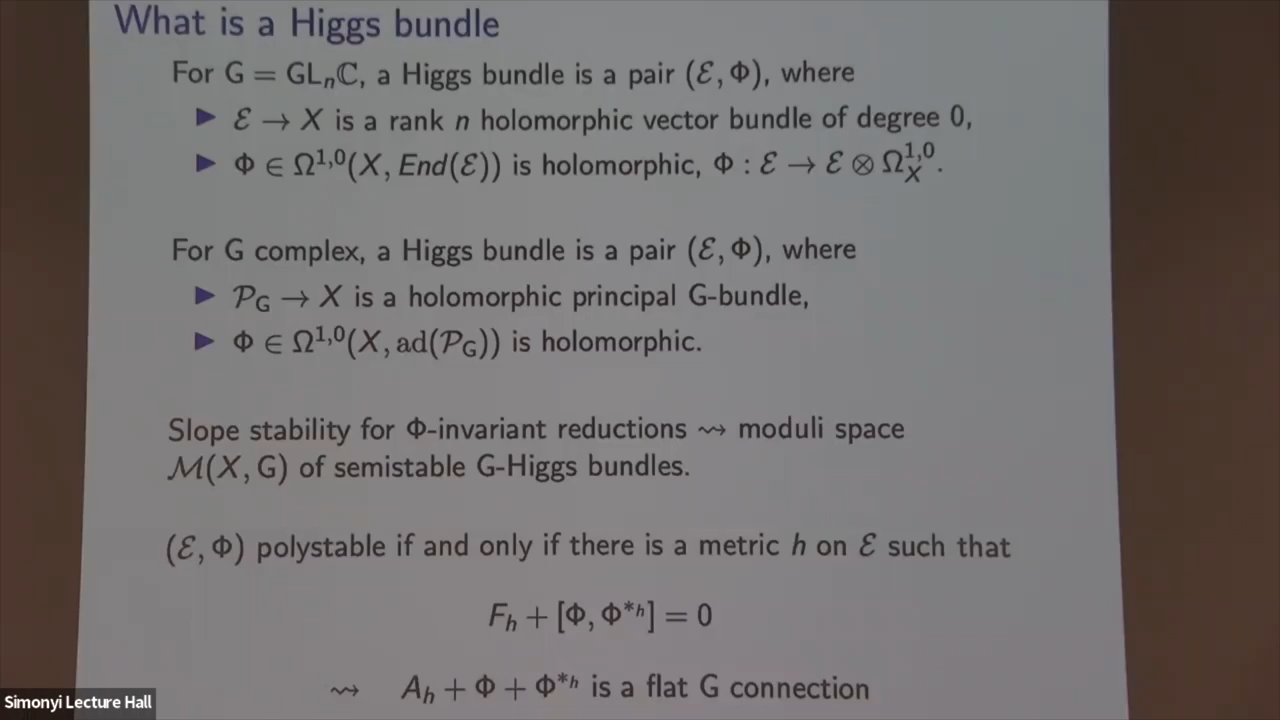 What is a Higgs bundle
For G = GLₙℂ, a Higgs bundle is a pair (ℰ, Φ), where
▶ ℰ → X is a rank n holomorphic vector bundle of degree 0,
▶ Φ ∈ Ω^{1,0}(X, End(ℰ)) is holomorphic, Φ : ℰ → ℰ ⊗ Ω_X^{1,0}.
For G complex, a Higgs bundle is a pair (ℰ, Φ), where
▶ 𝒫_G → X is a holomorphic principal G-bundle,
▶ Φ ∈ Ω^{1,0}(X, ad(𝒫_G)) is holomorphic.
Slope stability for Φ-invariant reductions ⇝ moduli space
ℳ(X, G) of semistable G-Higgs bundles.
(ℰ, Φ) polystable if and only if there is a metric h on ℰ such that
F_h + [Φ, Φ^{*h}] = 0
⇝ A_h + Φ + Φ^{*h} is a flat G connection
Simonyi Lecture Hall